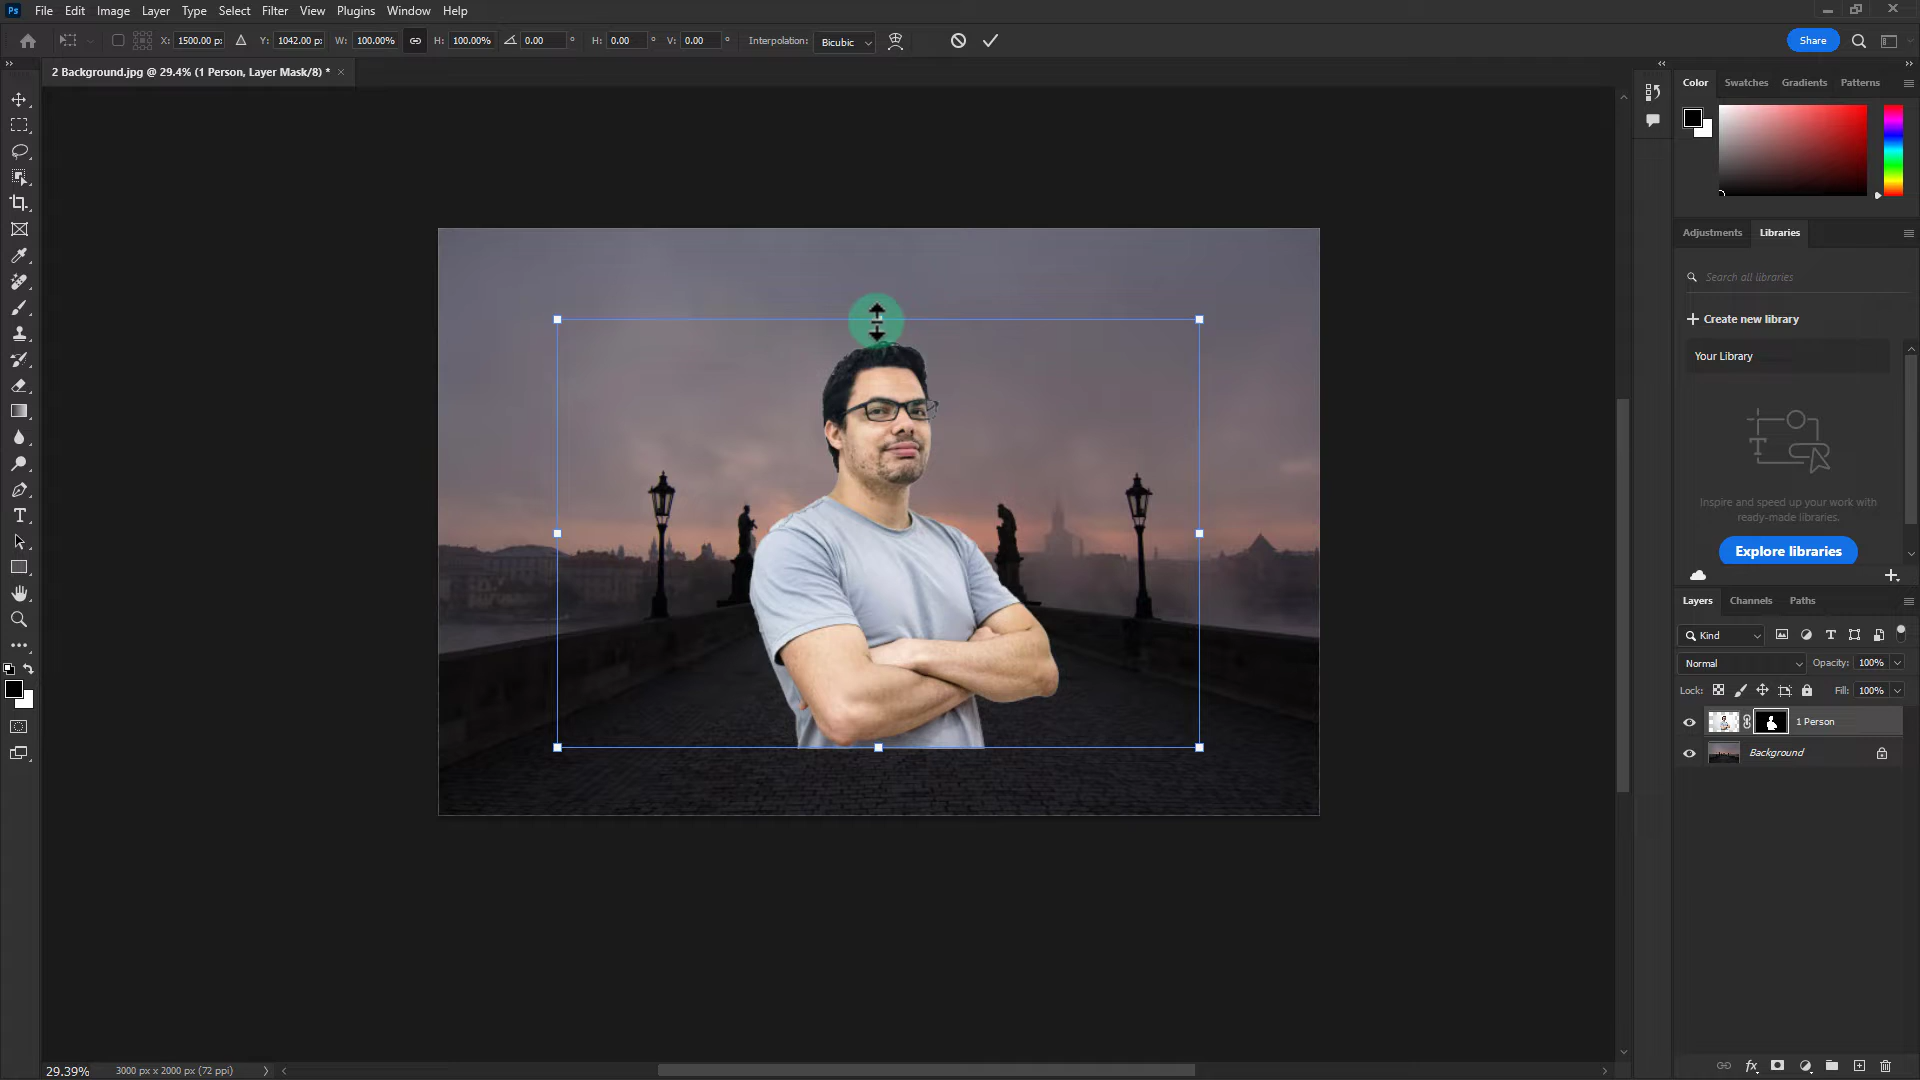 Ps File Edit Image Layer Type Select Filter View Plugins Window Help
X: 1500.00 p: Y: 1042.00 p: W: 100.00% H: 100.00% 0.00 ° H: 0.00 ° V: 0.00 ° Interpolation: Bicubic Share
2 Background.jpg @ 29.4% (1 Person, Layer Mask/8) * ×
Color Swatches Gradients Patterns
Adjustments Libraries
Search all libraries
+ Create new library
Your Library
T
Inspire and speed up your work with
ready-made libraries.
Explore libraries
Layers Channels Paths
Kind
Normal Opacity: 100%
Lock: Fill: 100%
1 Person
Background
fx
29.39% 3000 px x 2000 px (72 ppi)